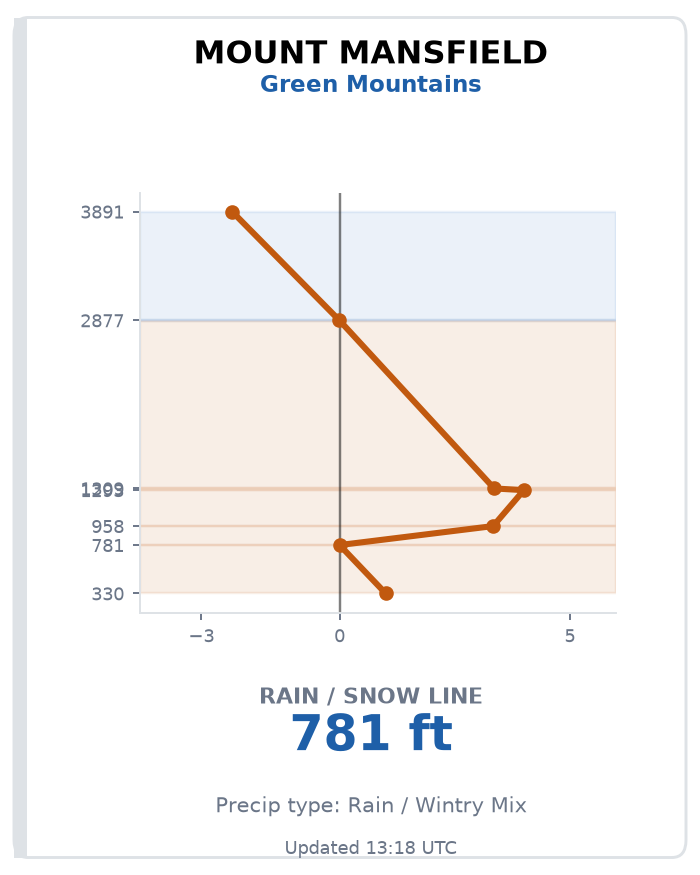 MOUNT MANSFIELD
Green Mountains
3891
2877
958
781
330
−3 0 5
RAIN / SNOW LINE
781 ft
Precip type: Rain / Wintry Mix
Updated 13:18 UTC